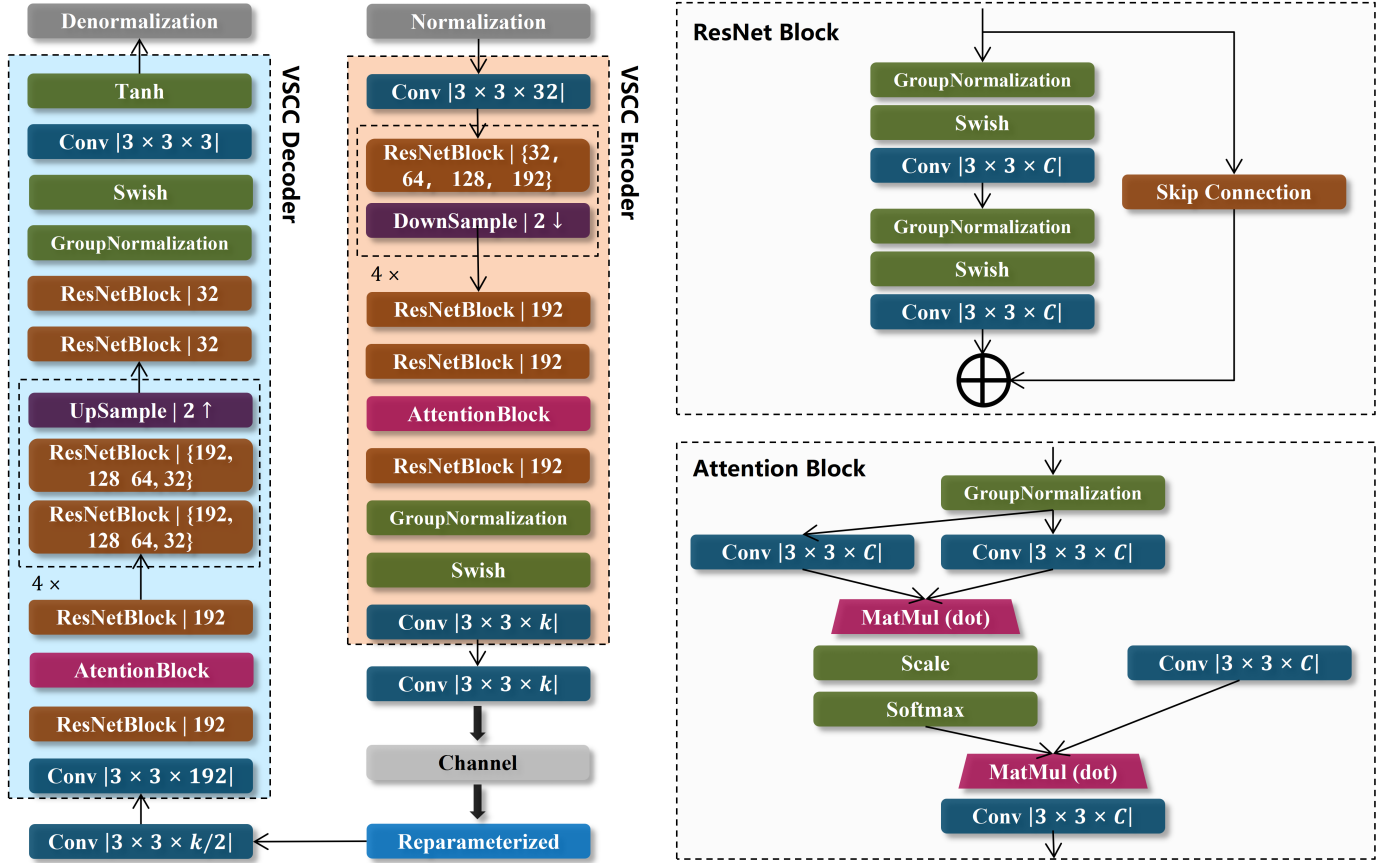 Denormalization
VSCC Decoder
Tanh
Conv |3 × 3 × 3|
Swish
GroupNormalization
ResNetBlock | 32
ResNetBlock | 32
UpSample | 2 ↑
ResNetBlock | {192,
128 64, 32}
ResNetBlock | {192,
128 64, 32}
4 ×
ResNetBlock | 192
AtentionBlock
ResNetBlock | 192
Conv |3 × 3 × 192|
Conv |3 × 3 × k/2|
Normalization
VSCC Encoder
Conv |3 × 3 × 32|
ResNetBlock | {32,
64, 128, 192}
DownSample | 2 ↓
4 ×
ResNetBlock | 192
ResNetBlock | 192
AttentionBlock
ResNetBlock | 192
GroupNormalization
Swish
Conv |3 × 3 × k|
Conv |3 × 3 × k|
Channel
Reparameterized
ResNet Block
GroupNormalization
Swish
Conv |3 × 3 × C|
GroupNormalization
Swish
Conv |3 × 3 × C|
Skip Connection
Attention Block
GroupNormalization
Conv |3 × 3 × C|
Conv |3 × 3 × C|
MatMul (dot)
Scale
Softmax
Conv |3 × 3 × C|
MatMul (dot)
Conv |3 × 3 × C|